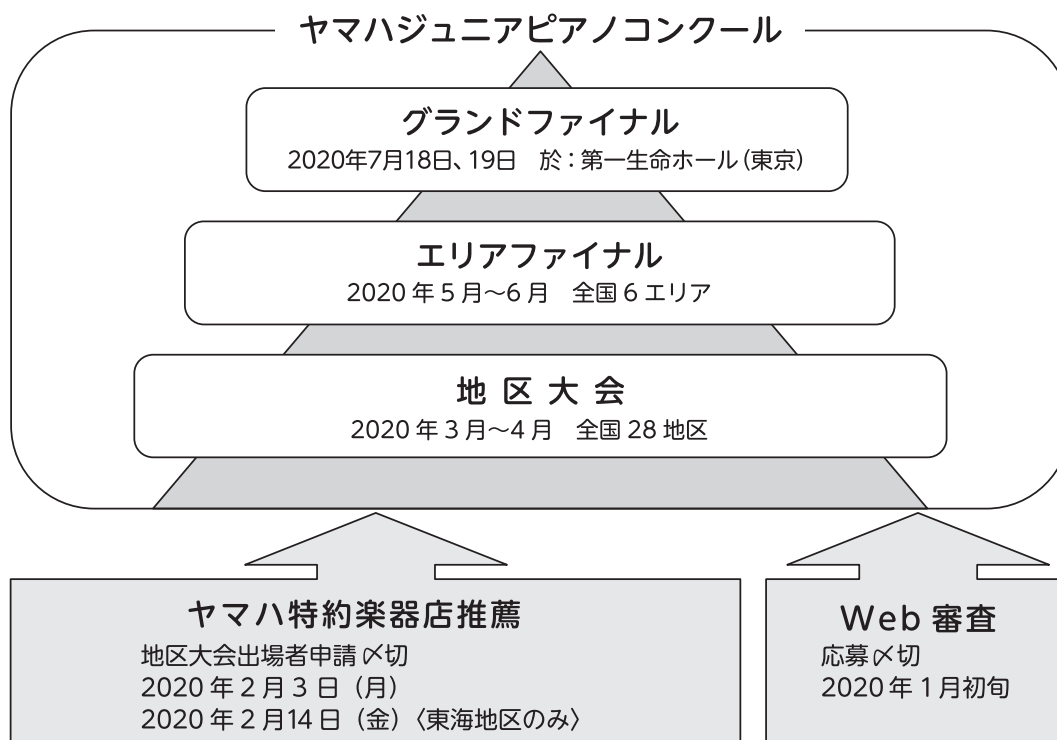 ヤマハジュニアピアノコンクール
グランドファイナル
2020年7月18日、19日　於：第一生命ホール（東京）
エリアファイナル
2020年5月〜6月　全国6エリア
地区大会
2020年3月〜4月　全国28地区
ヤマハ特約楽器店推薦
地区大会出場者申請〆切
2020年2月3日（月）
2020年2月14日（金）〈東海地区のみ〉
Web審査
応募〆切
2020年1月初旬